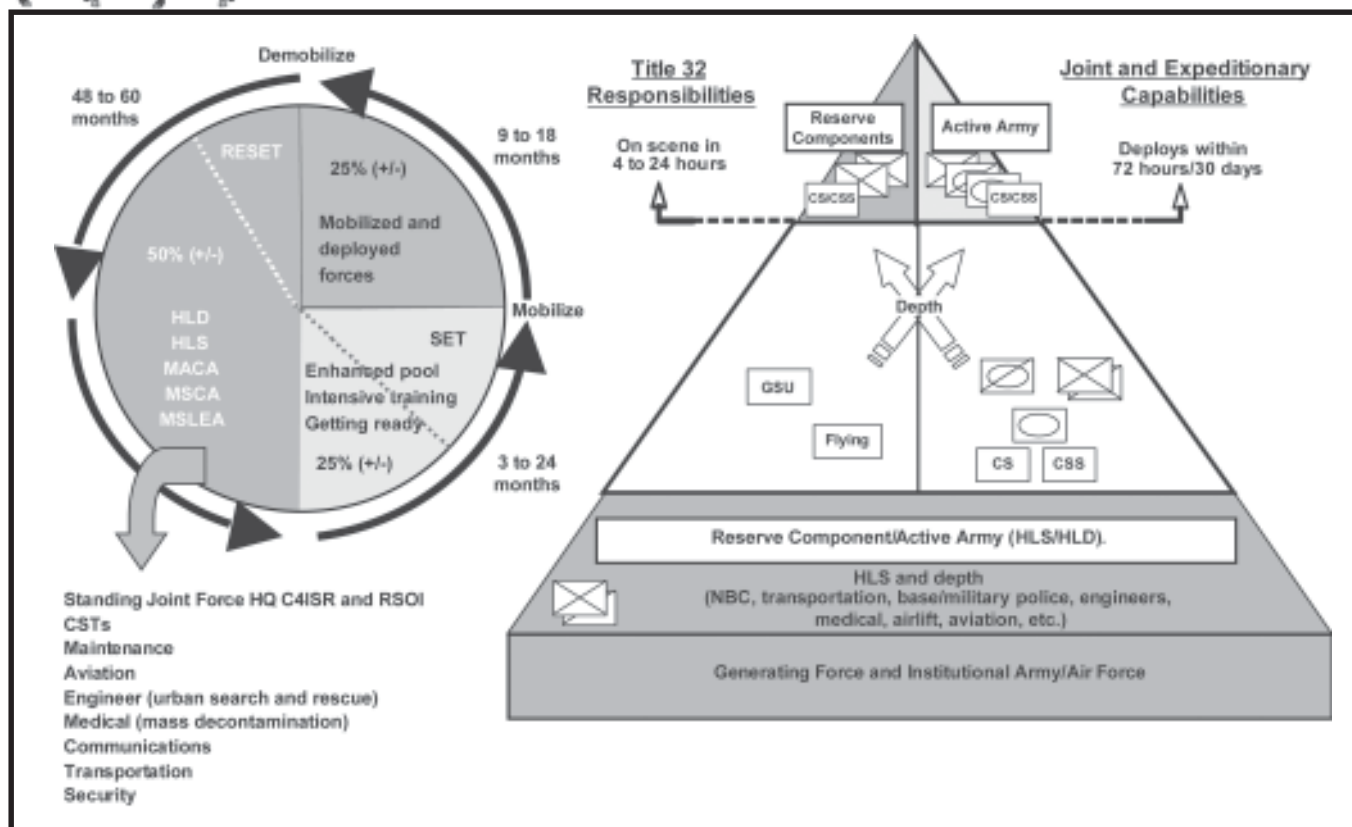 Demobilize
48 to 60
months
9 to 18
months
RESET
25% (+/-)
Mobilized and
deployed
forces
50% (+/-)
HLD
HLS
MACA
MSCA
MSLEA
Mobilize
SET
Enhanced pool
Intensive training
Getting ready
25% (+/-)
3 to 24
months
Standing Joint Force HQ C4ISR and RSOI
CSTs
Maintenance
Aviation
Engineer (urban search and rescue)
Medical (mass decontamination)
Communications
Transportation
Security
Title 32
Responsibilities
On scene in
4 to 24 hours
Reserve
Components
Active Army
Joint and Expeditionary
Capabilities
Deploys within
72 hours/30 days
CS/CSS
CS/CSS
Depth
GSU
Flying
CS
CSS
Reserve Component/Active Army (HLS/HLD).
HLS and depth
(NBC, transportation, base/military police, engineers,
medical, airlift, aviation, etc.)
Generating Force and Institutional Army/Air Force